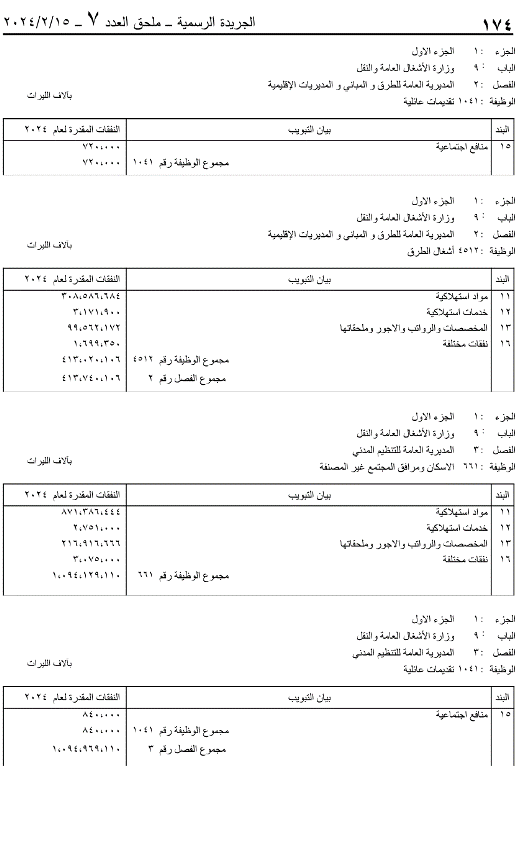 ١٧٤ الجريدة الرسمية – ملحق العدد ٧ – ٢٠٢٤/٢/١٥
الجزء : ١ الجزء الاول
الباب : ٩ وزارة الأشغال العامة والنقل
الفصل : ٢ المديرية العامة للطرق و المباني و المديريات الإقليمية
الوظيفة : ١٠٤١ تقديمات عائلية بآلاف الليرات
البند بيان التبويب النفقات المقدرة لعام ٢٠٢٤
١٥ منافع اجتماعية ٧٢٠،٠٠٠
مجموع الوظيفة رقم ١٠٤١ ٧٢٠،٠٠٠
الجزء : ١ الجزء الاول
الباب : ٩ وزارة الأشغال العامة والنقل
الفصل : ٢ المديرية العامة للطرق و المباني و المديريات الإقليمية
الوظيفة : ٤٥١٢ أشغال الطرق بآلاف الليرات
البند بيان التبويب النفقات المقدرة لعام ٢٠٢٤
١١ مواد استهلاكية ٣٠٨،٥٨٦،٦٨٤
١٢ خدمات استهلاكية ٣،١٧١،٩٠٠
١٣ المخصصات والرواتب والاجور وملحقاتها ٩٩،٥٦٢،١٧٢
١٦ نفقات مختلفة ١،٦٩٩،٣٥٠
مجموع الوظيفة رقم ٤٥١٢ ٤١٣،٠٢٠،١٠٦
مجموع الفصل رقم ٢ ٤١٣،٧٤٠،١٠٦
الجزء : ١ الجزء الاول
الباب : ٩ وزارة الأشغال العامة والنقل
الفصل : ٣ المديرية العامة للتنظيم المدني
الوظيفة : ٦٦١ الاسكان ومرافق المجتمع غير المصنفة بآلاف الليرات
البند بيان التبويب النفقات المقدرة لعام ٢٠٢٤
١١ مواد استهلاكية ٨٧١،٣٨٦،٤٤٤
١٢ خدمات استهلاكية ٢،٧٥١،٠٠٠
١٣ المخصصات والرواتب والاجور وملحقاتها ٢١٦،٩١٦،٦٦٦
١٦ نفقات مختلفة ٣،٠٧٥،٠٠٠
مجموع الوظيفة رقم ٦٦١ ١،٠٩٤،١٢٩،١١٠
الجزء : ١ الجزء الاول
الباب : ٩ وزارة الأشغال العامة والنقل
الفصل : ٣ المديرية العامة للتنظيم المدني
الوظيفة : ١٠٤١ تقديمات عائلية بآلاف الليرات
البند بيان التبويب النفقات المقدرة لعام ٢٠٢٤
١٥ منافع اجتماعية ٨٤٠،٠٠٠
مجموع الوظيفة رقم ١٠٤١ ٨٤٠،٠٠٠
مجموع الفصل رقم ٣ ١،٠٩٤،٩٦٩،١١٠